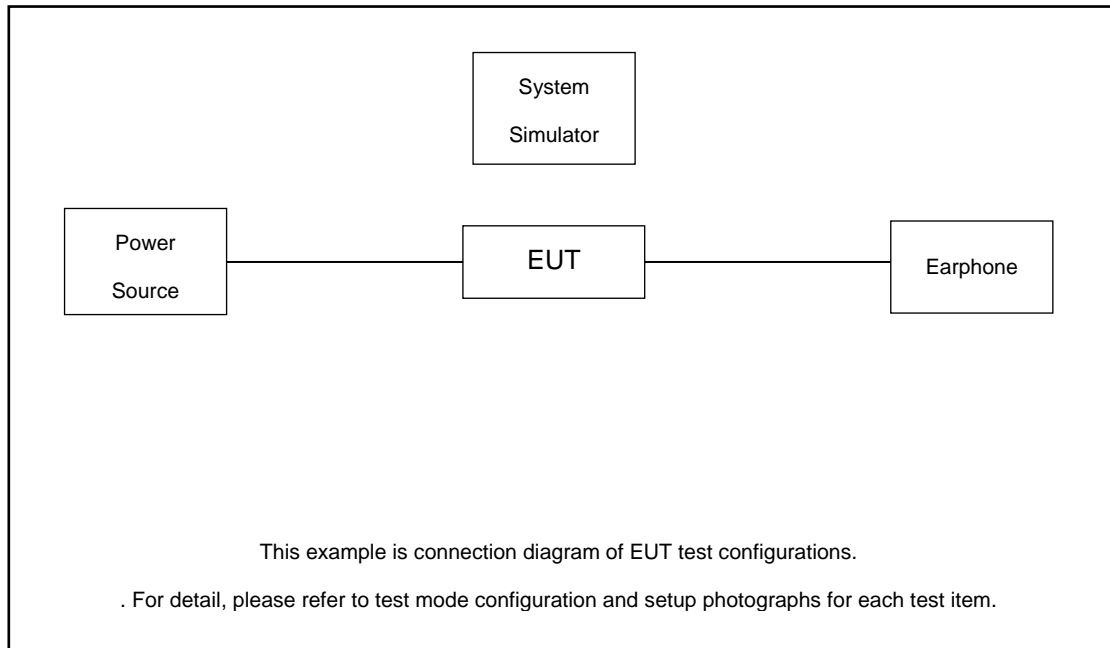 System
Simulator
Power
Source
EUT
Earphone
This example is connection diagram of EUT test configurations.
. For detail, please refer to test mode configuration and setup photographs for each test item.